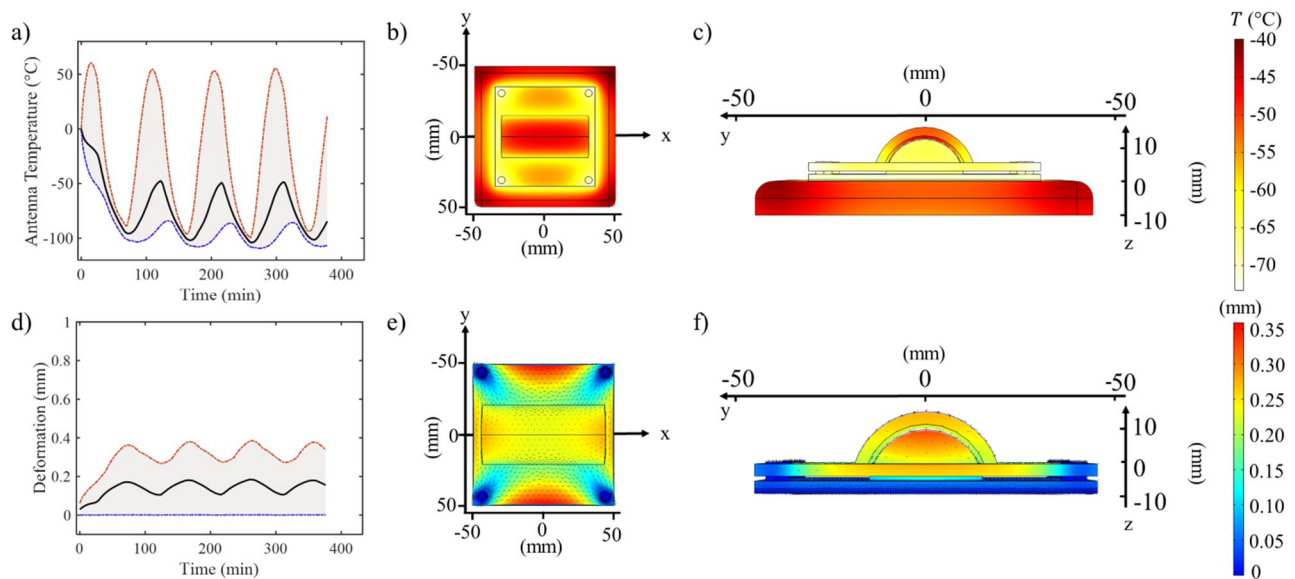 a)
Antenna Temperature (°C)
50
0
-50
-100
0 100 200 300 400
Time (min)
b)
y
-50
0
50
(mm)
x
-50 0 50
(mm)
c)
(mm)
-50 0 -50
y
10
0
-10
(mm)
z
T (°C)
-40
-45
-50
-55
-60
-65
-70
d)
Deformation (mm)
1
0.8
0.6
0.4
0.2
0
0 100 200 300 400
Time (min)
e)
y
-50
0
50
(mm)
x
-50 0 50
(mm)
f)
(mm)
-50 0 -50
y
10
0
-10
(mm)
z
(mm)
0.35
0.30
0.25
0.20
0.15
0.10
0.05
0